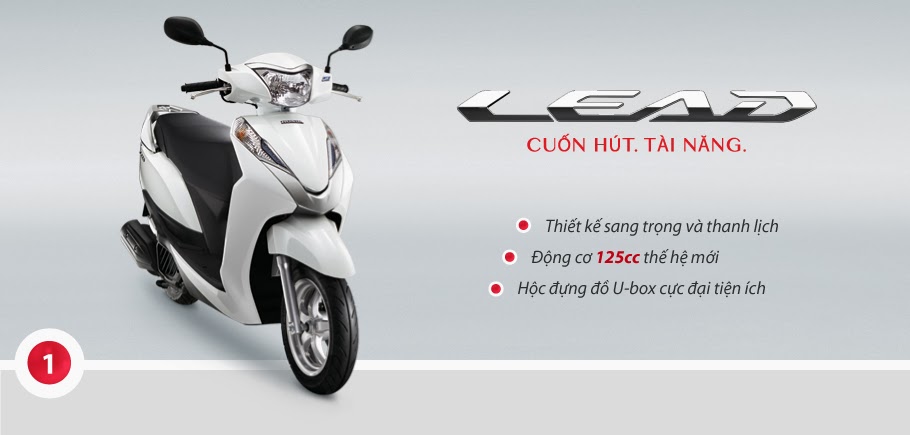 LEAD
CUỐN HÚT. TÀI NĂNG.
Thiết kế sang trọng và thanh lịch
Động cơ 125cc thế hệ mới
Hộc đựng đồ U-box cực đại tiện ích
1